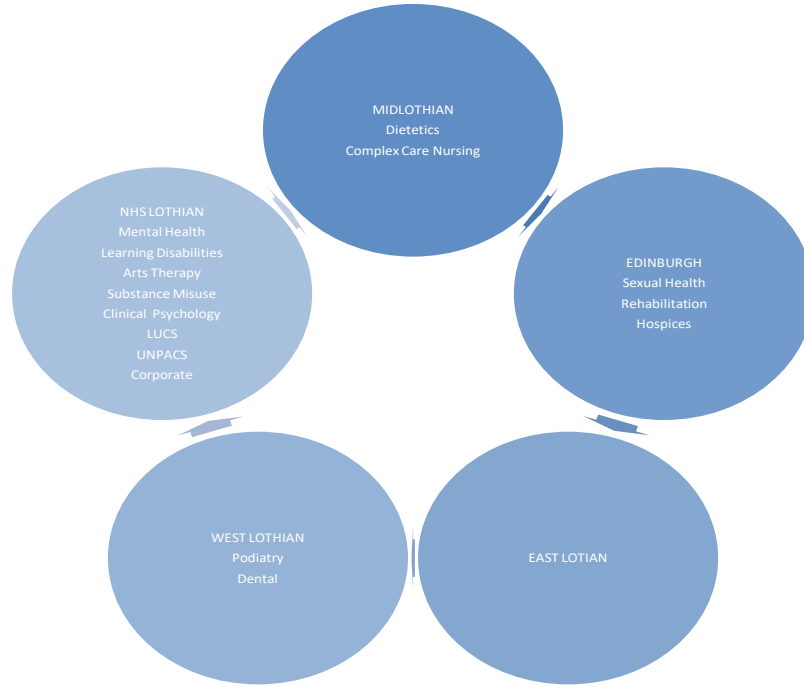 MIDLOTHIAN
Dietetics
Complex Care Nursing
NHS LOTHIAN
Mental Health
Learning Disabilities
Arts Therapy
Substance Misuse
Clinical Psychology
LUCS
UNPACS
Corporate
EDINBURGH
Sexual Health
Rehabilitation
Hospices
WEST LOTHIAN
Podiatry
Dental
EAST LOTIAN